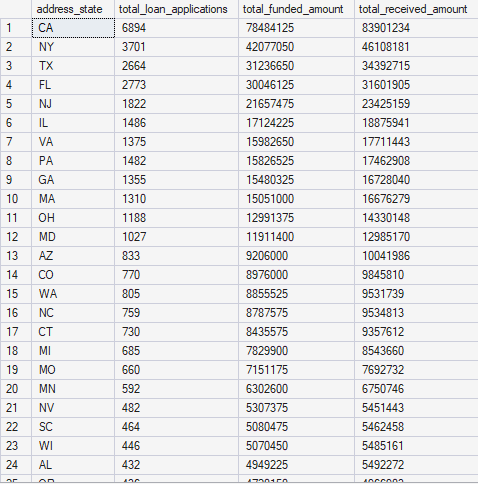 address_state total_loan_applications total_funded_amount total_received_amount
1 CA 6894 78484125 83901234
2 NY 3701 42077050 46108181
3 TX 2664 31236650 34392715
4 FL 2773 30046125 31601905
5 NJ 1822 21657475 23425159
6 IL 1486 17124225 18875941
7 VA 1375 15982650 17711443
8 PA 1482 15826525 17462908
9 GA 1355 15480325 16728040
10 MA 1310 15051000 16676279
11 OH 1188 12991375 14330148
12 MD 1027 11911400 12985170
13 AZ 833 9206000 10041986
14 CO 770 8976000 9845810
15 WA 805 8855525 9531739
16 NC 759 8787575 9534813
17 CT 730 8435575 9357612
18 MI 685 7829900 8543660
19 MO 660 7151175 7692732
20 MN 592 6302600 6750746
21 NV 482 5307375 5451443
22 SC 464 5080475 5462458
23 WI 446 5070450 5485161
24 AL 432 4949225 5492272